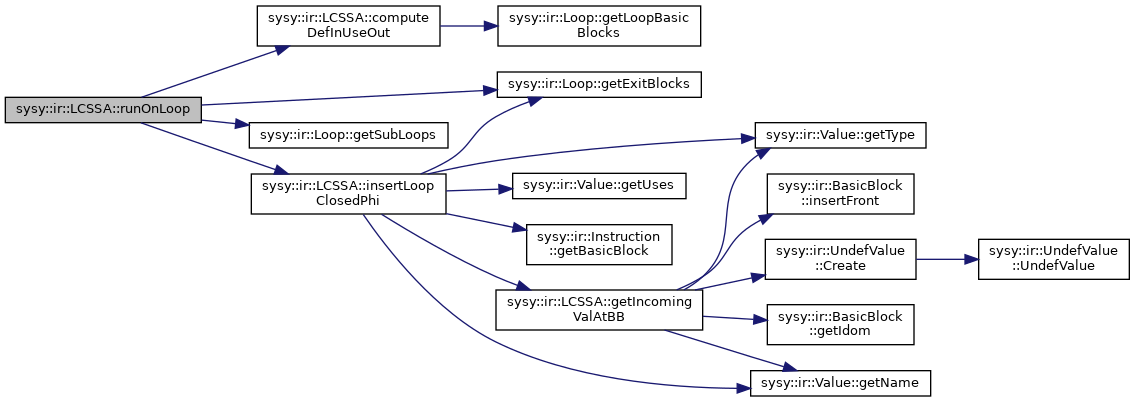 sysy::ir::LCSSA::runOnLoop
sysy::ir::LCSSA::compute
DefInUseOut
sysy::ir::Loop::getLoopBasic
Blocks
sysy::ir::Loop::getExitBlocks
sysy::ir::Loop::getSubLoops
sysy::ir::LCSSA::insertLoop
ClosedPhi
sysy::ir::Value::getType
sysy::ir::Value::getUses
sysy::ir::Instruction
::getBasicBlock
sysy::ir::LCSSA::getIncoming
ValAtBB
sysy::ir::BasicBlock
::insertFront
sysy::ir::UndefValue
::Create
sysy::ir::UndefValue
::UndefValue
sysy::ir::BasicBlock
::getIdom
sysy::ir::Value::getName